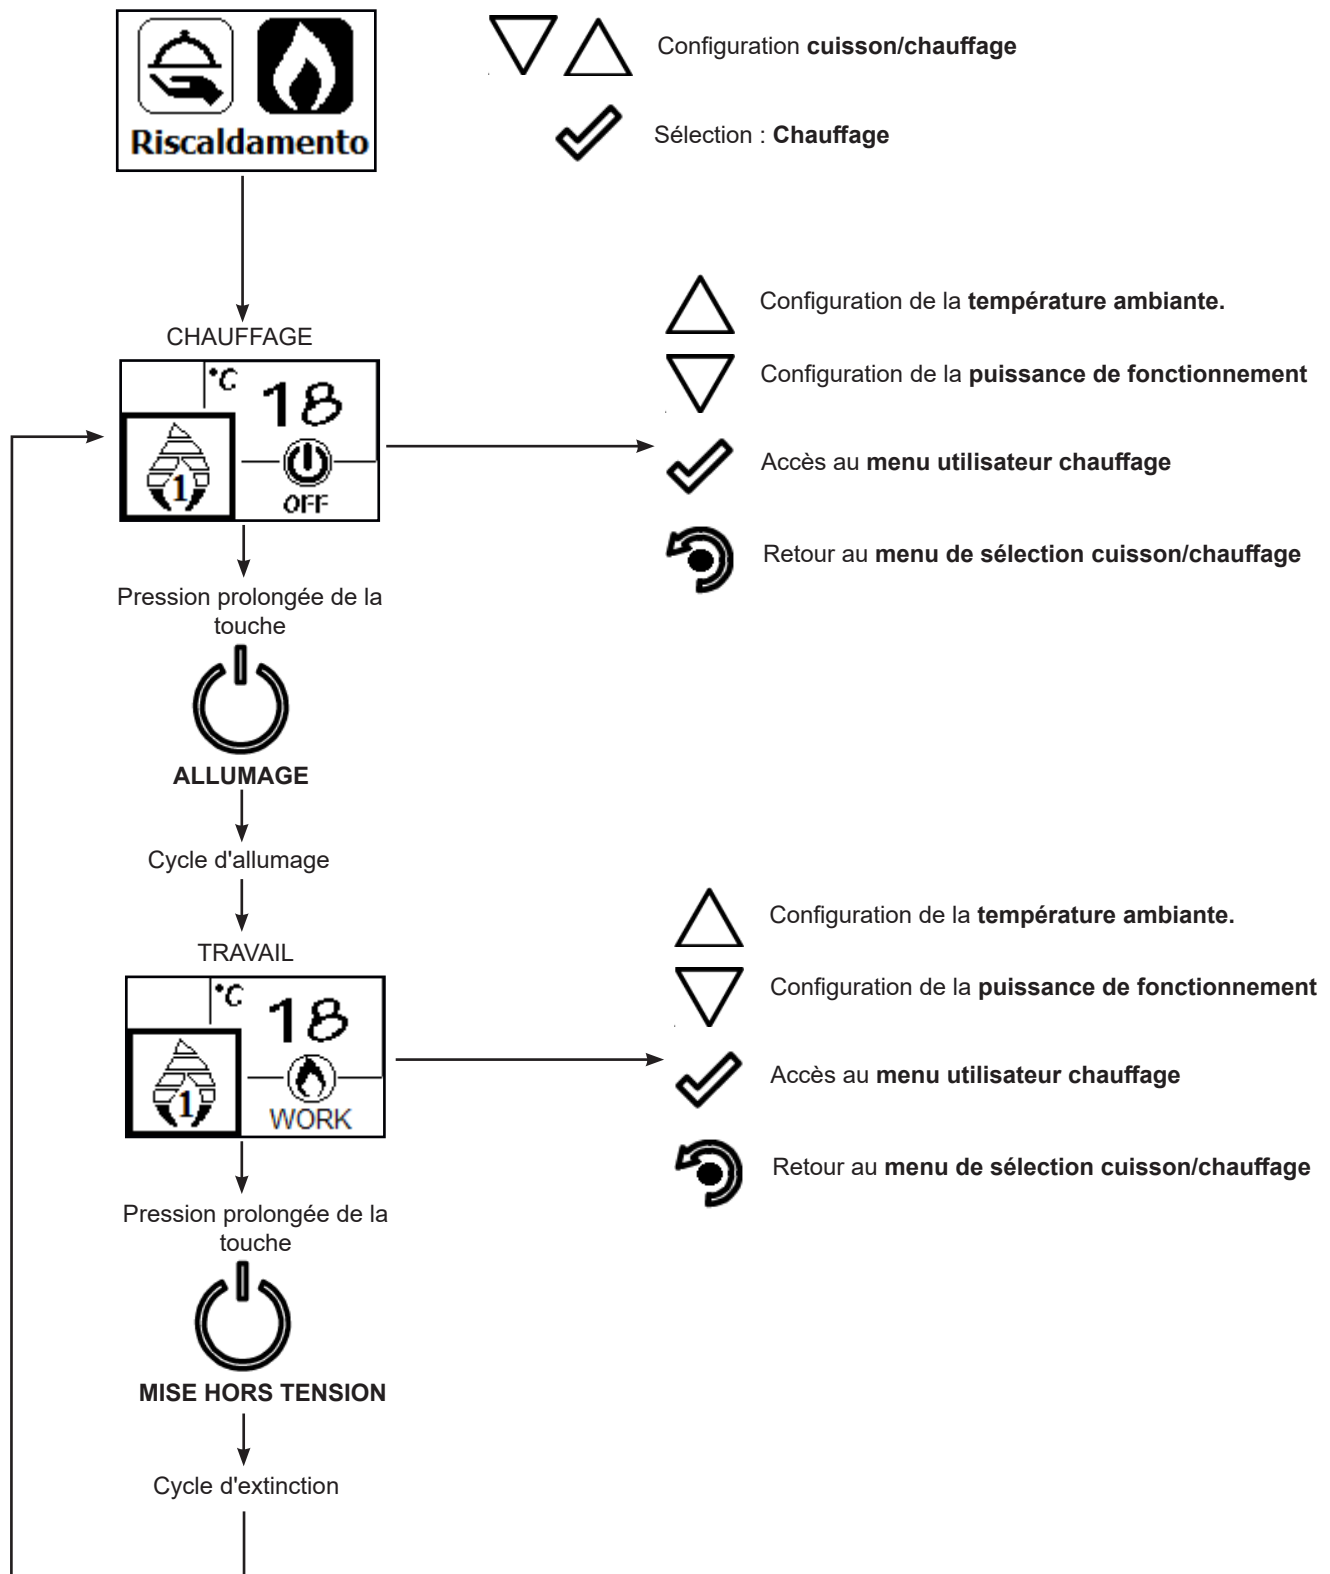 Riscaldamento
Configuration cuisson/chauffage
Sélection : Chauffage
CHAUFFAGE
°C 18
1
OFF
Configuration de la température ambiante.
Configuration de la puissance de fonctionnement
Accès au menu utilisateur chauffage
Retour au menu de sélection cuisson/chauffage
Pression prolongée de la
touche
ALLUMAGE
Cycle d'allumage
TRAVAIL
°C 18
1
WORK
Configuration de la température ambiante.
Configuration de la puissance de fonctionnement
Accès au menu utilisateur chauffage
Retour au menu de sélection cuisson/chauffage
Pression prolongée de la
touche
MISE HORS TENSION
Cycle d'extinction